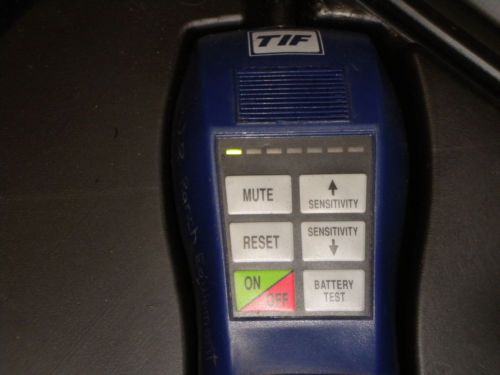 TIF
MUTE
SENSITIVITY
RESET
SENSITIVITY
ON
OFF
BATTERY
TEST